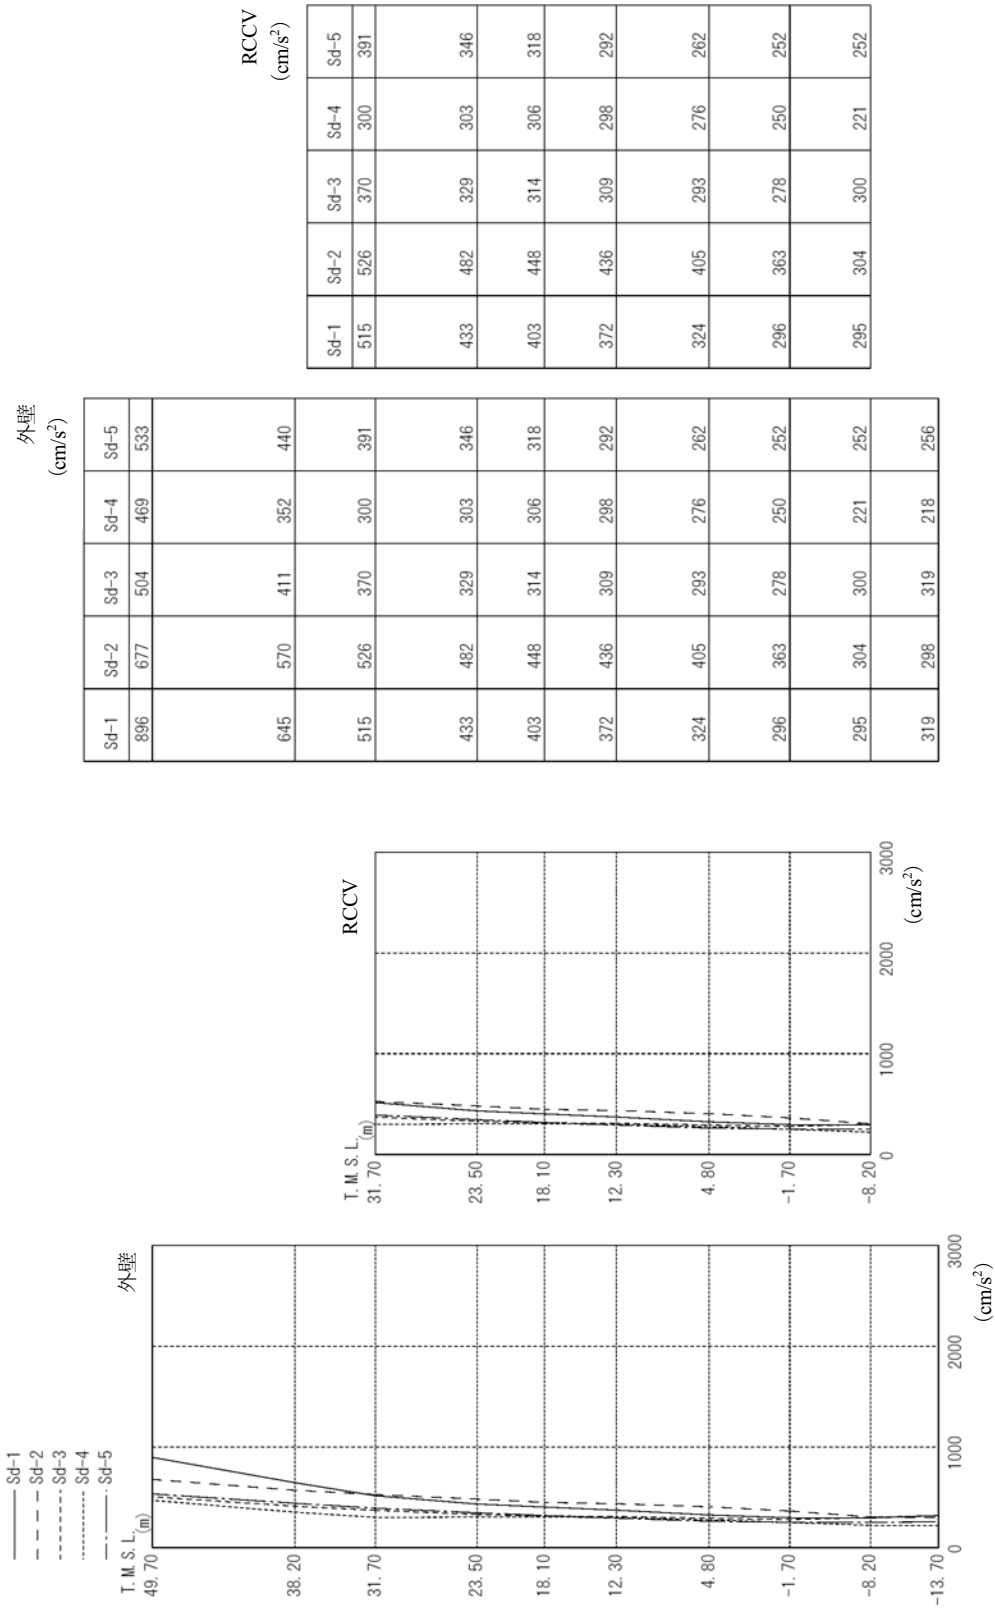 Sd-1
Sd-2
Sd-3
Sd-4
Sd-5
外壁
T. M. S. L. (m)
49. 70
38. 20
31. 70
23. 50
18. 10
12. 30
4. 80
-1. 70
-8. 20
-13. 70
0 1000 2000 3000
(cm/s²)
RCCV
T. M. S. L. (m)
31. 70
23. 50
18. 10
12. 30
4. 80
-1. 70
-8. 20
0 1000 2000 3000
(cm/s²)
外壁
(cm/s²)
Sd-1 Sd-2 Sd-3 Sd-4 Sd-5
896 677 504 469 533
645 570 411 352 440
515 526 370 300 391
433 482 329 303 346
403 448 314 306 318
372 436 309 298 292
324 405 293 276 262
296 363 278 250 252
295 304 300 221 252
319 298 319 218 256
RCCV
(cm/s²)
Sd-1 Sd-2 Sd-3 Sd-4 Sd-5
515 526 370 300 391
433 482 329 303 346
403 448 314 306 318
372 436 309 298 292
324 405 293 276 262
296 363 278 250 252
295 304 300 221 252